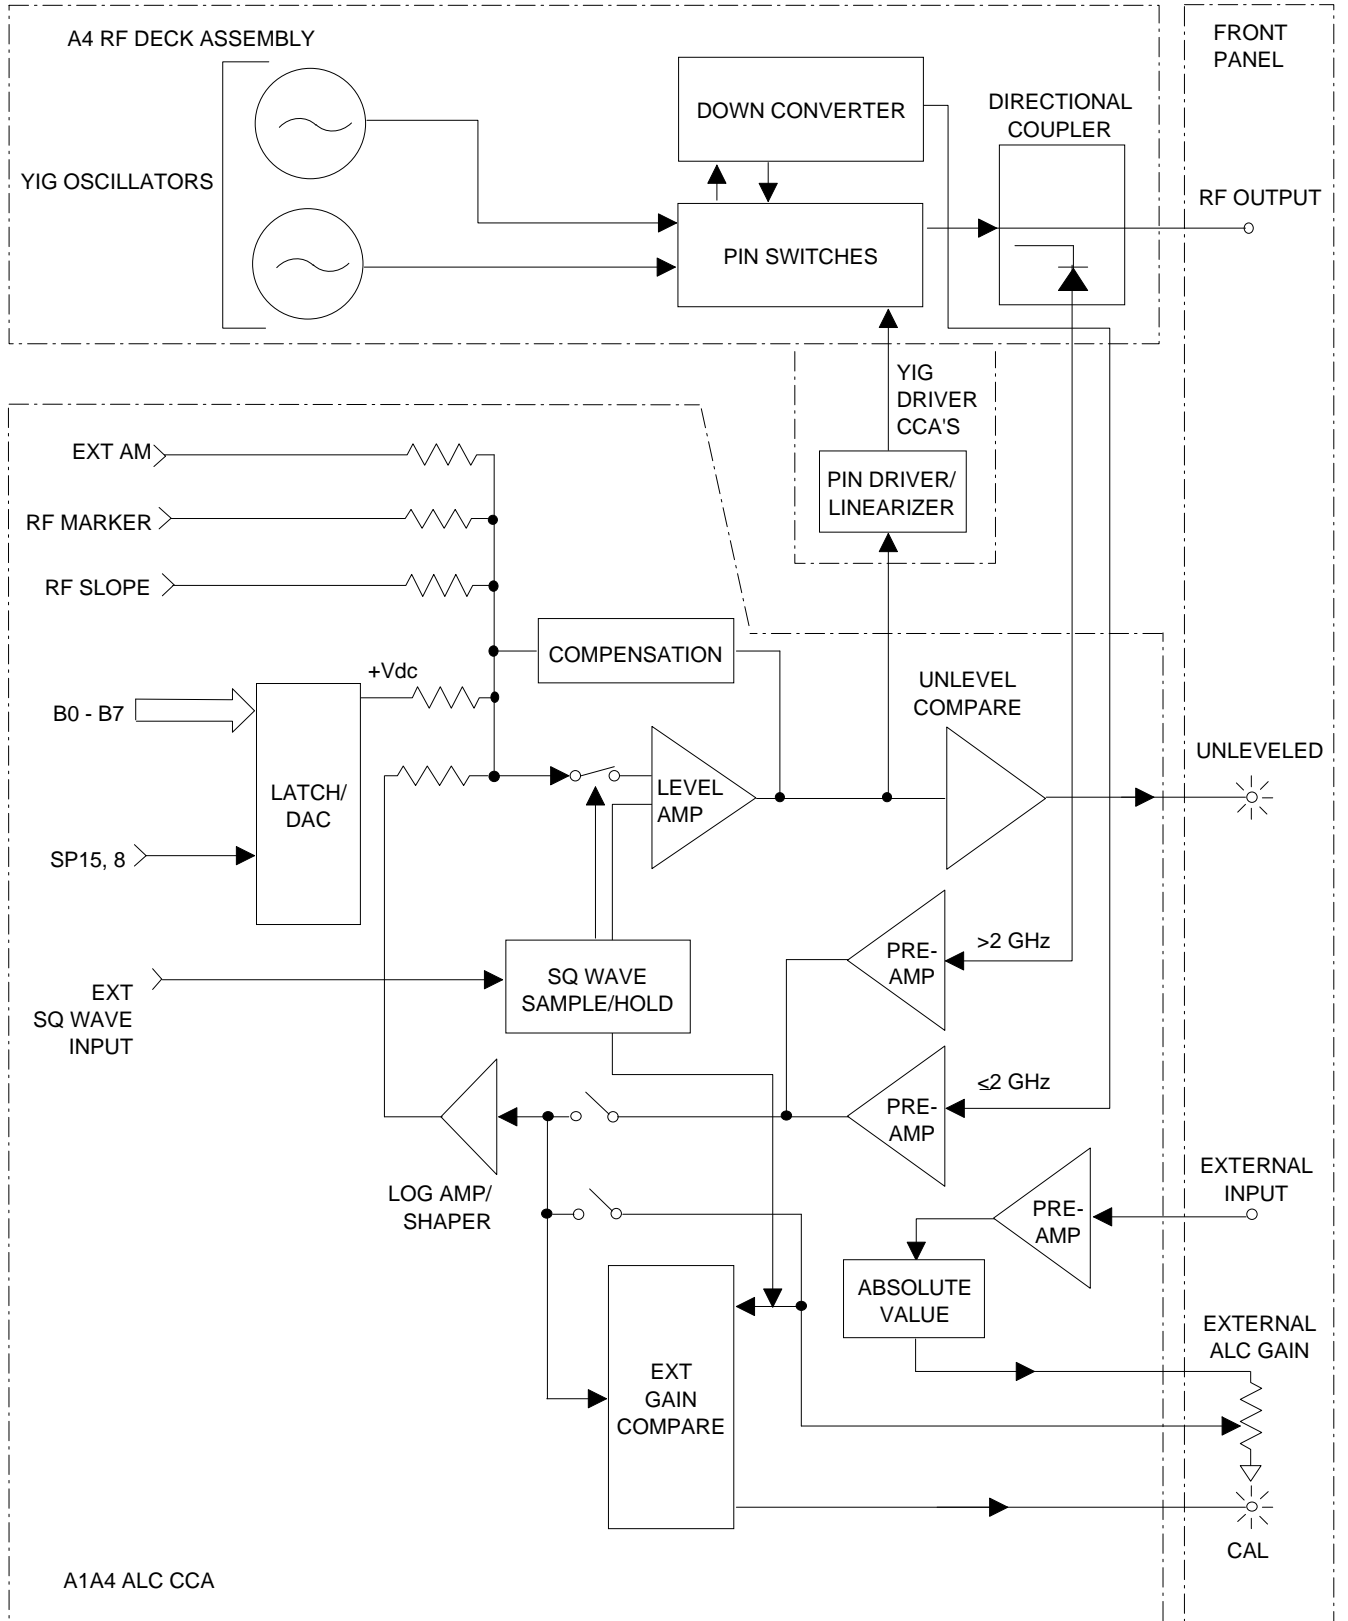 A4 RF DECK ASSEMBLY
FRONT
PANEL
DOWN CONVERTER
DIRECTIONAL
COUPLER
YIG OSCILLATORS
RF OUTPUT
PIN SWITCHES
YIG
DRIVER
CCA'S
EXT AM
PIN DRIVER/
LINEARIZER
RF MARKER
RF SLOPE
COMPENSATION
+Vdc
UNLEVEL
COMPARE
B0 - B7
UNLEVELED
LATCH/
DAC
LEVEL
AMP
SP15, 8
PRE-
AMP
>2 GHz
SQ WAVE
SAMPLE/HOLD
EXT
SQ WAVE
INPUT
PRE-
AMP
≤2 GHz
LOG AMP/
SHAPER
EXTERNAL
INPUT
PRE-
AMP
ABSOLUTE
VALUE
EXTERNAL
ALC GAIN
EXT
GAIN
COMPARE
CAL
A1A4 ALC CCA